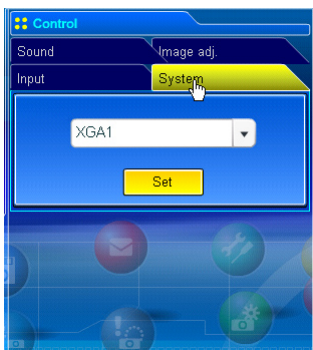 Control
Sound Image adj.
Input System
XGA1
Set